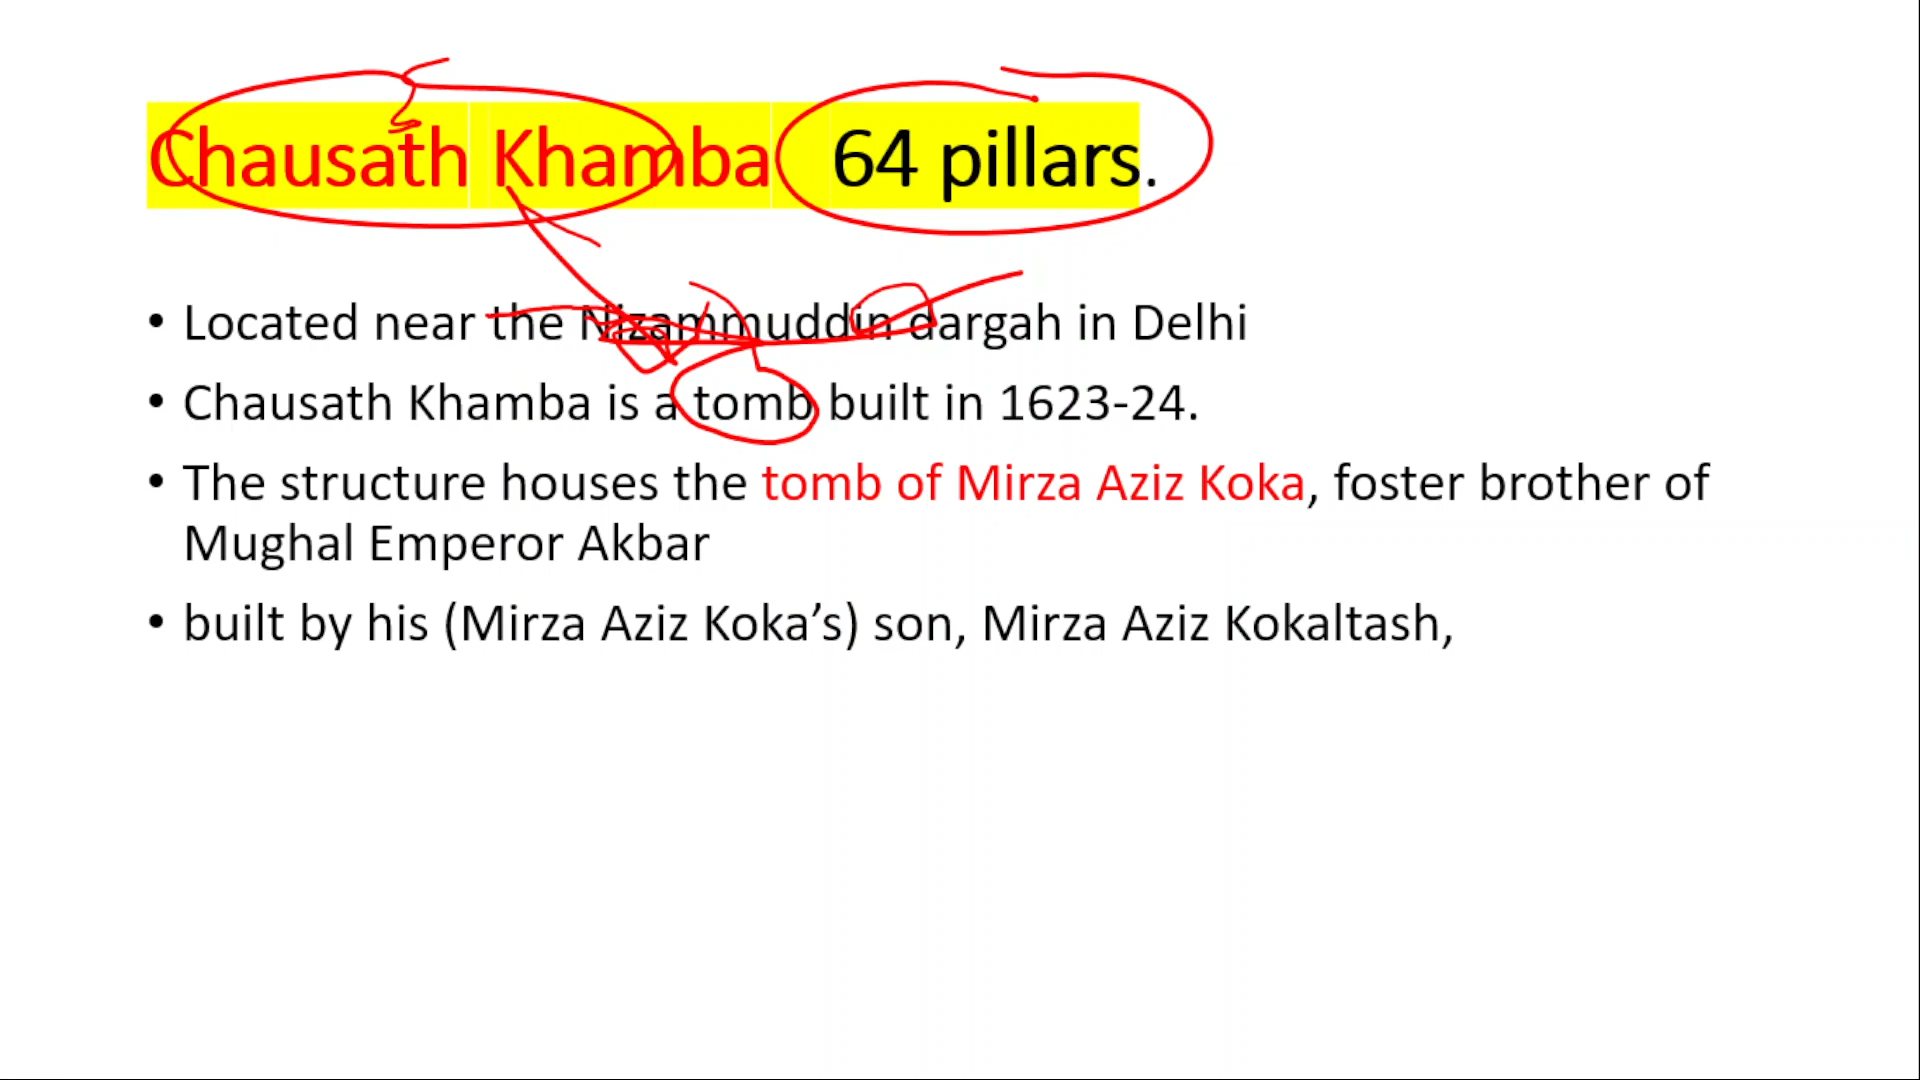 Chausath Khamba 64 pillars.
• Located near the Nizammuddin dargah in Delhi
• Chausath Khamba is a tomb built in 1623-24.
• The structure houses the tomb of Mirza Aziz Koka, foster brother of
Mughal Emperor Akbar
• built by his (Mirza Aziz Koka’s) son, Mirza Aziz Kokaltash,